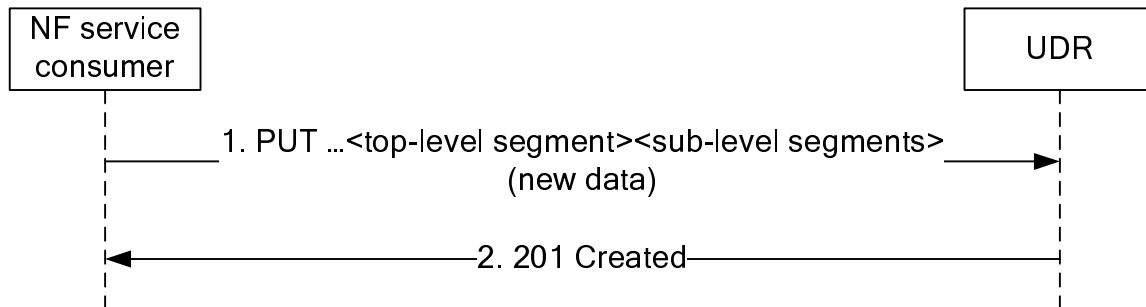 NF service
consumer
UDR
1. PUT ...<top-level segment><sub-level segments>
(new data)
2. 201 Created